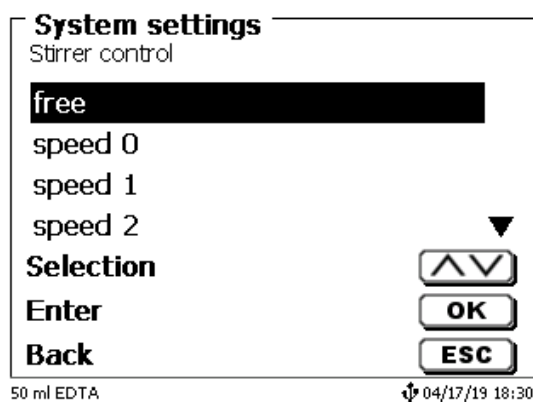 System settings
Stirrer control
free
speed 0
speed 1
speed 2
Selection
Enter OK
Back ESC
50 ml EDTA 04/17/19 18:30